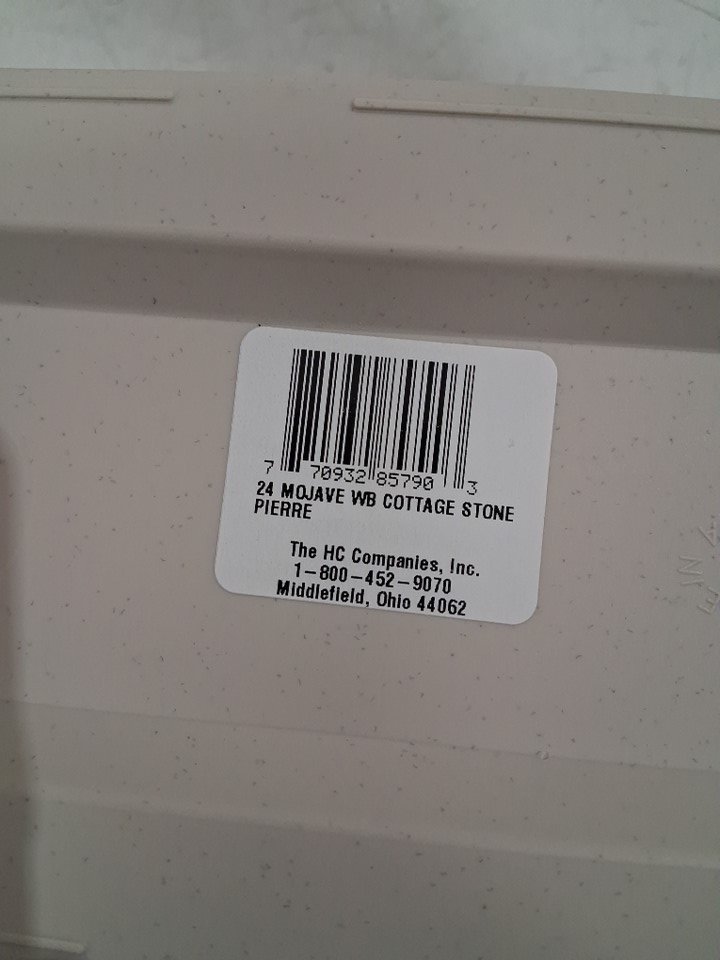 7 70932 85790 3
24 MOJAVE WB COTTAGE STONE
PIERRE
The HC Companies, Inc.
1-800-452-9070
Middlefield, Ohio 44062